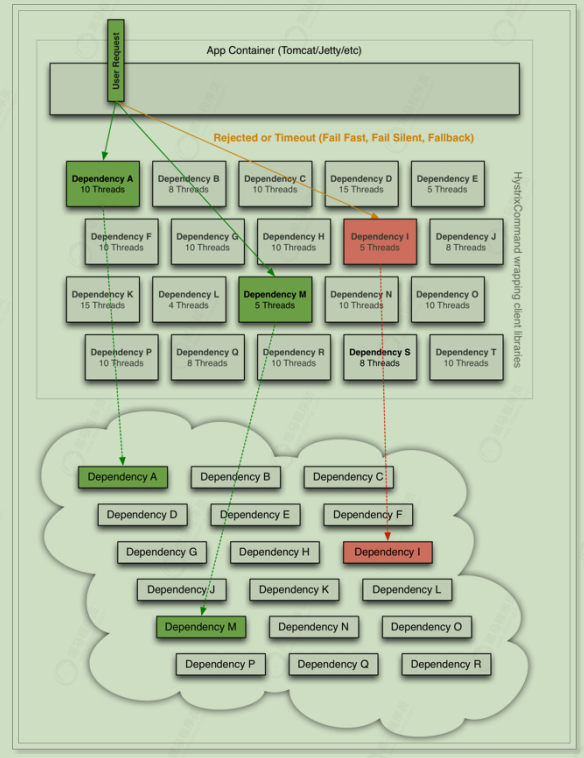 User Request
App Container (Tomcat/Jetty/etc)
Rejected or Timeout (Fail Fast, Fail Silent, Fallback)
Dependency A
10 Threads
Dependency B
8 Threads
Dependency C
10 Threads
Dependency D
15 Threads
Dependency E
5 Threads
Dependency F
10 Threads
Dependency G
10 Threads
Dependency H
10 Threads
Dependency I
5 Threads
Dependency J
8 Threads
Dependency K
15 Threads
Dependency L
4 Threads
Dependency M
5 Threads
Dependency N
10 Threads
Dependency O
10 Threads
Dependency P
10 Threads
Dependency Q
8 Threads
Dependency R
10 Threads
Dependency S
8 Threads
Dependency T
10 Threads
HystrixCommand wrapping client libraries
Dependency A
Dependency B
Dependency C
Dependency D
Dependency E
Dependency F
Dependency G
Dependency H
Dependency I
Dependency J
Dependency K
Dependency L
Dependency M
Dependency N
Dependency O
Dependency P
Dependency Q
Dependency R